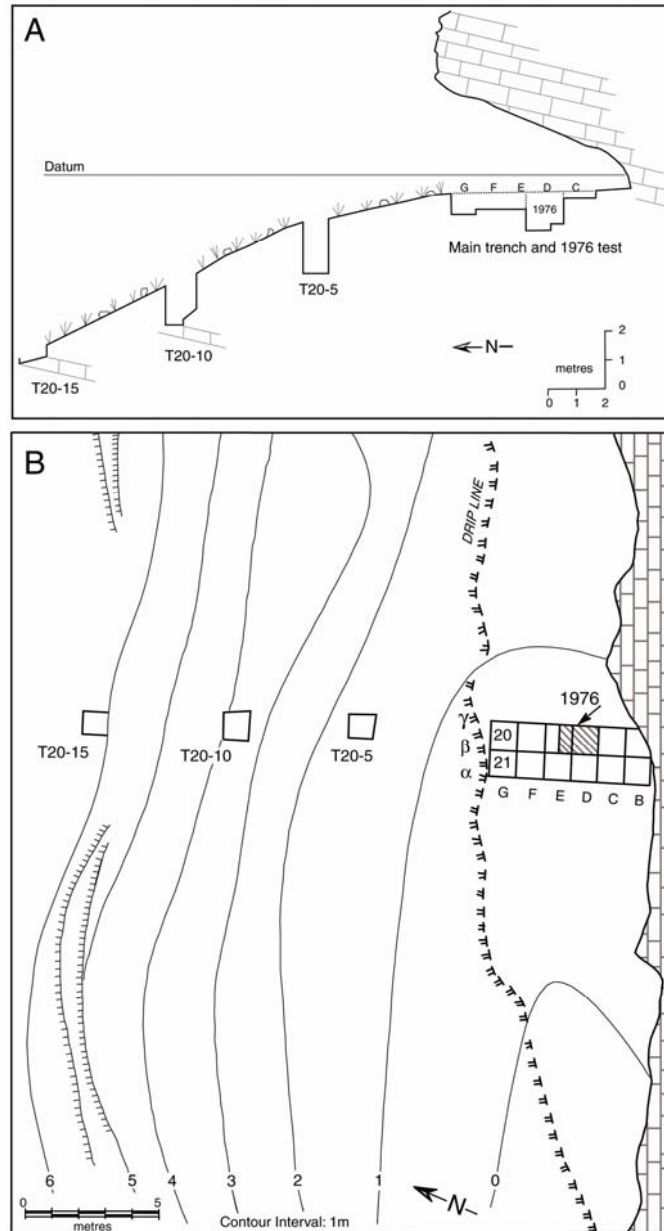 A
Datum
G F E D C
1976
Main trench and 1976 test
T20-5
T20-10
T20-15
N
2
1
0
metres
0 1 2
B
DRIP LINE
1976
γ
β
α
20
21
G F E D C B
T20-15
T20-10
T20-5
6 5 4 3 2 1 0
0 5
metres
Contour Interval: 1m
N